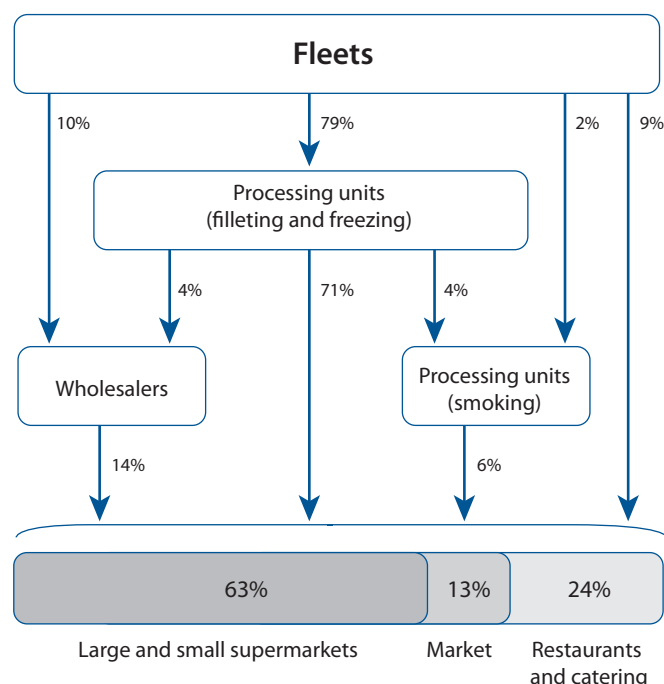 Fleets
10%
79%
2%
9%
Processing units
(filleting and freezing)
4%
71%
4%
Wholesalers
Processing units
(smoking)
14%
6%
63%
13%
24%
Large and small supermarkets
Market
Restaurants
and catering